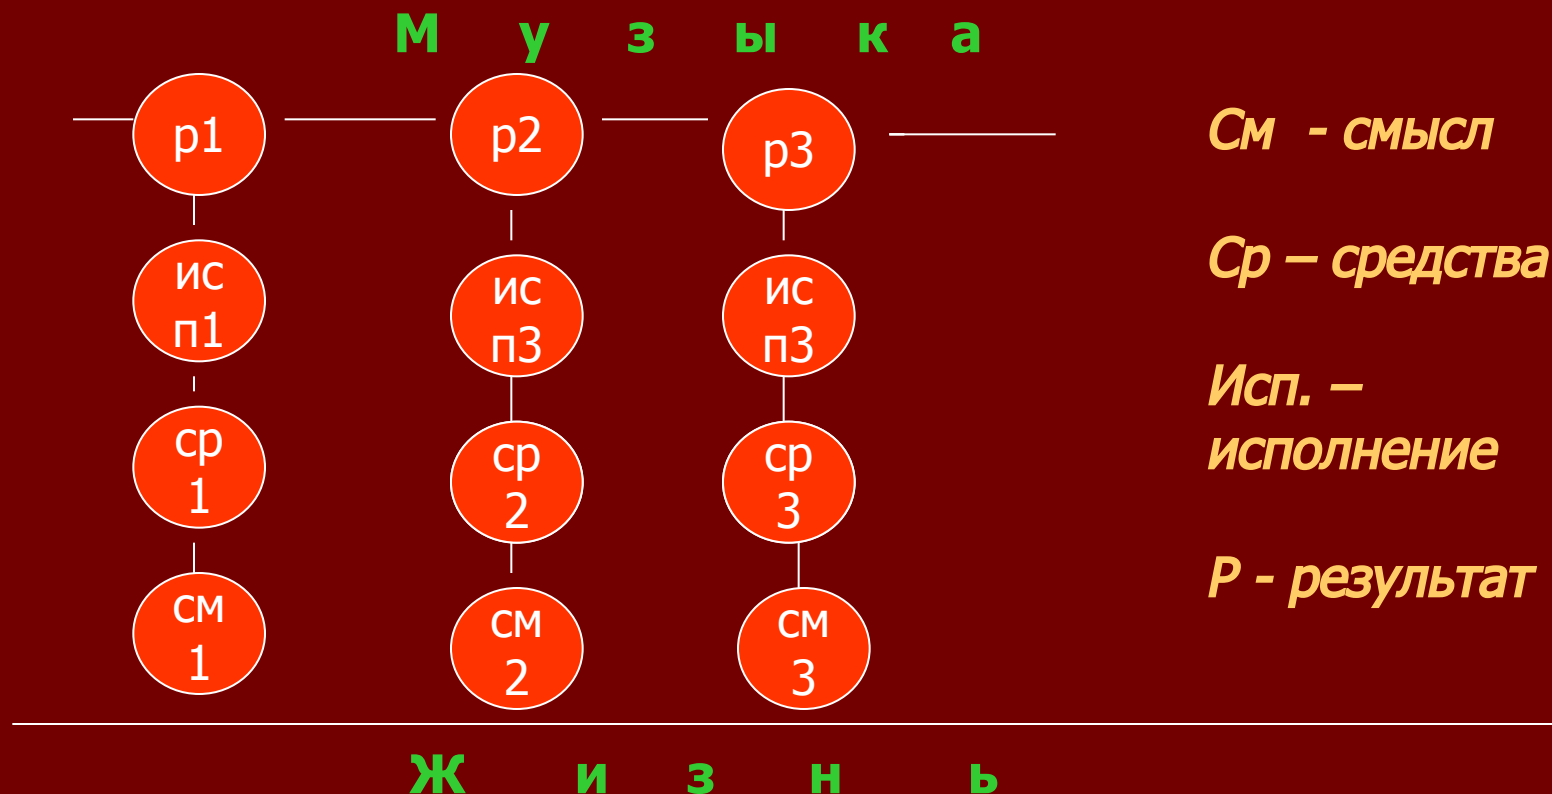 М у з ы к а
р1
р2
р3
ис
п1
ис
п3
ис
п3
ср
1
ср
2
ср
3
см
1
см
2
см
3
См - смысл
Ср – средства
Исп. –
исполнение
Р - результат
Ж и з н ь